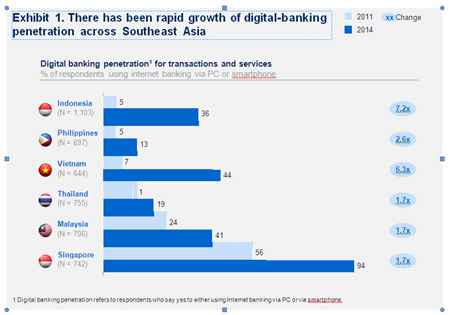 Exhibit 1. There has been rapid growth of digital-banking
penetration across Southeast Asia
2011
2014
xx Change
Digital banking penetration¹ for transactions and services
% of respondents using internet banking via PC or smartphone
Indonesia
(N = 1,103)
5
36
7.2x
Philippines
(N = 697)
5
13
2.6x
Vietnam
(N = 644)
7
44
6.3x
Thailand
(N = 755)
1
19
1.7x
Malaysia
(N = 706)
24
41
1.7x
Singapore
(N = 742)
56
94
1.7x
1 Digital banking penetration refers to respondents who say yes to either using Internet banking via PC or via smartphone.